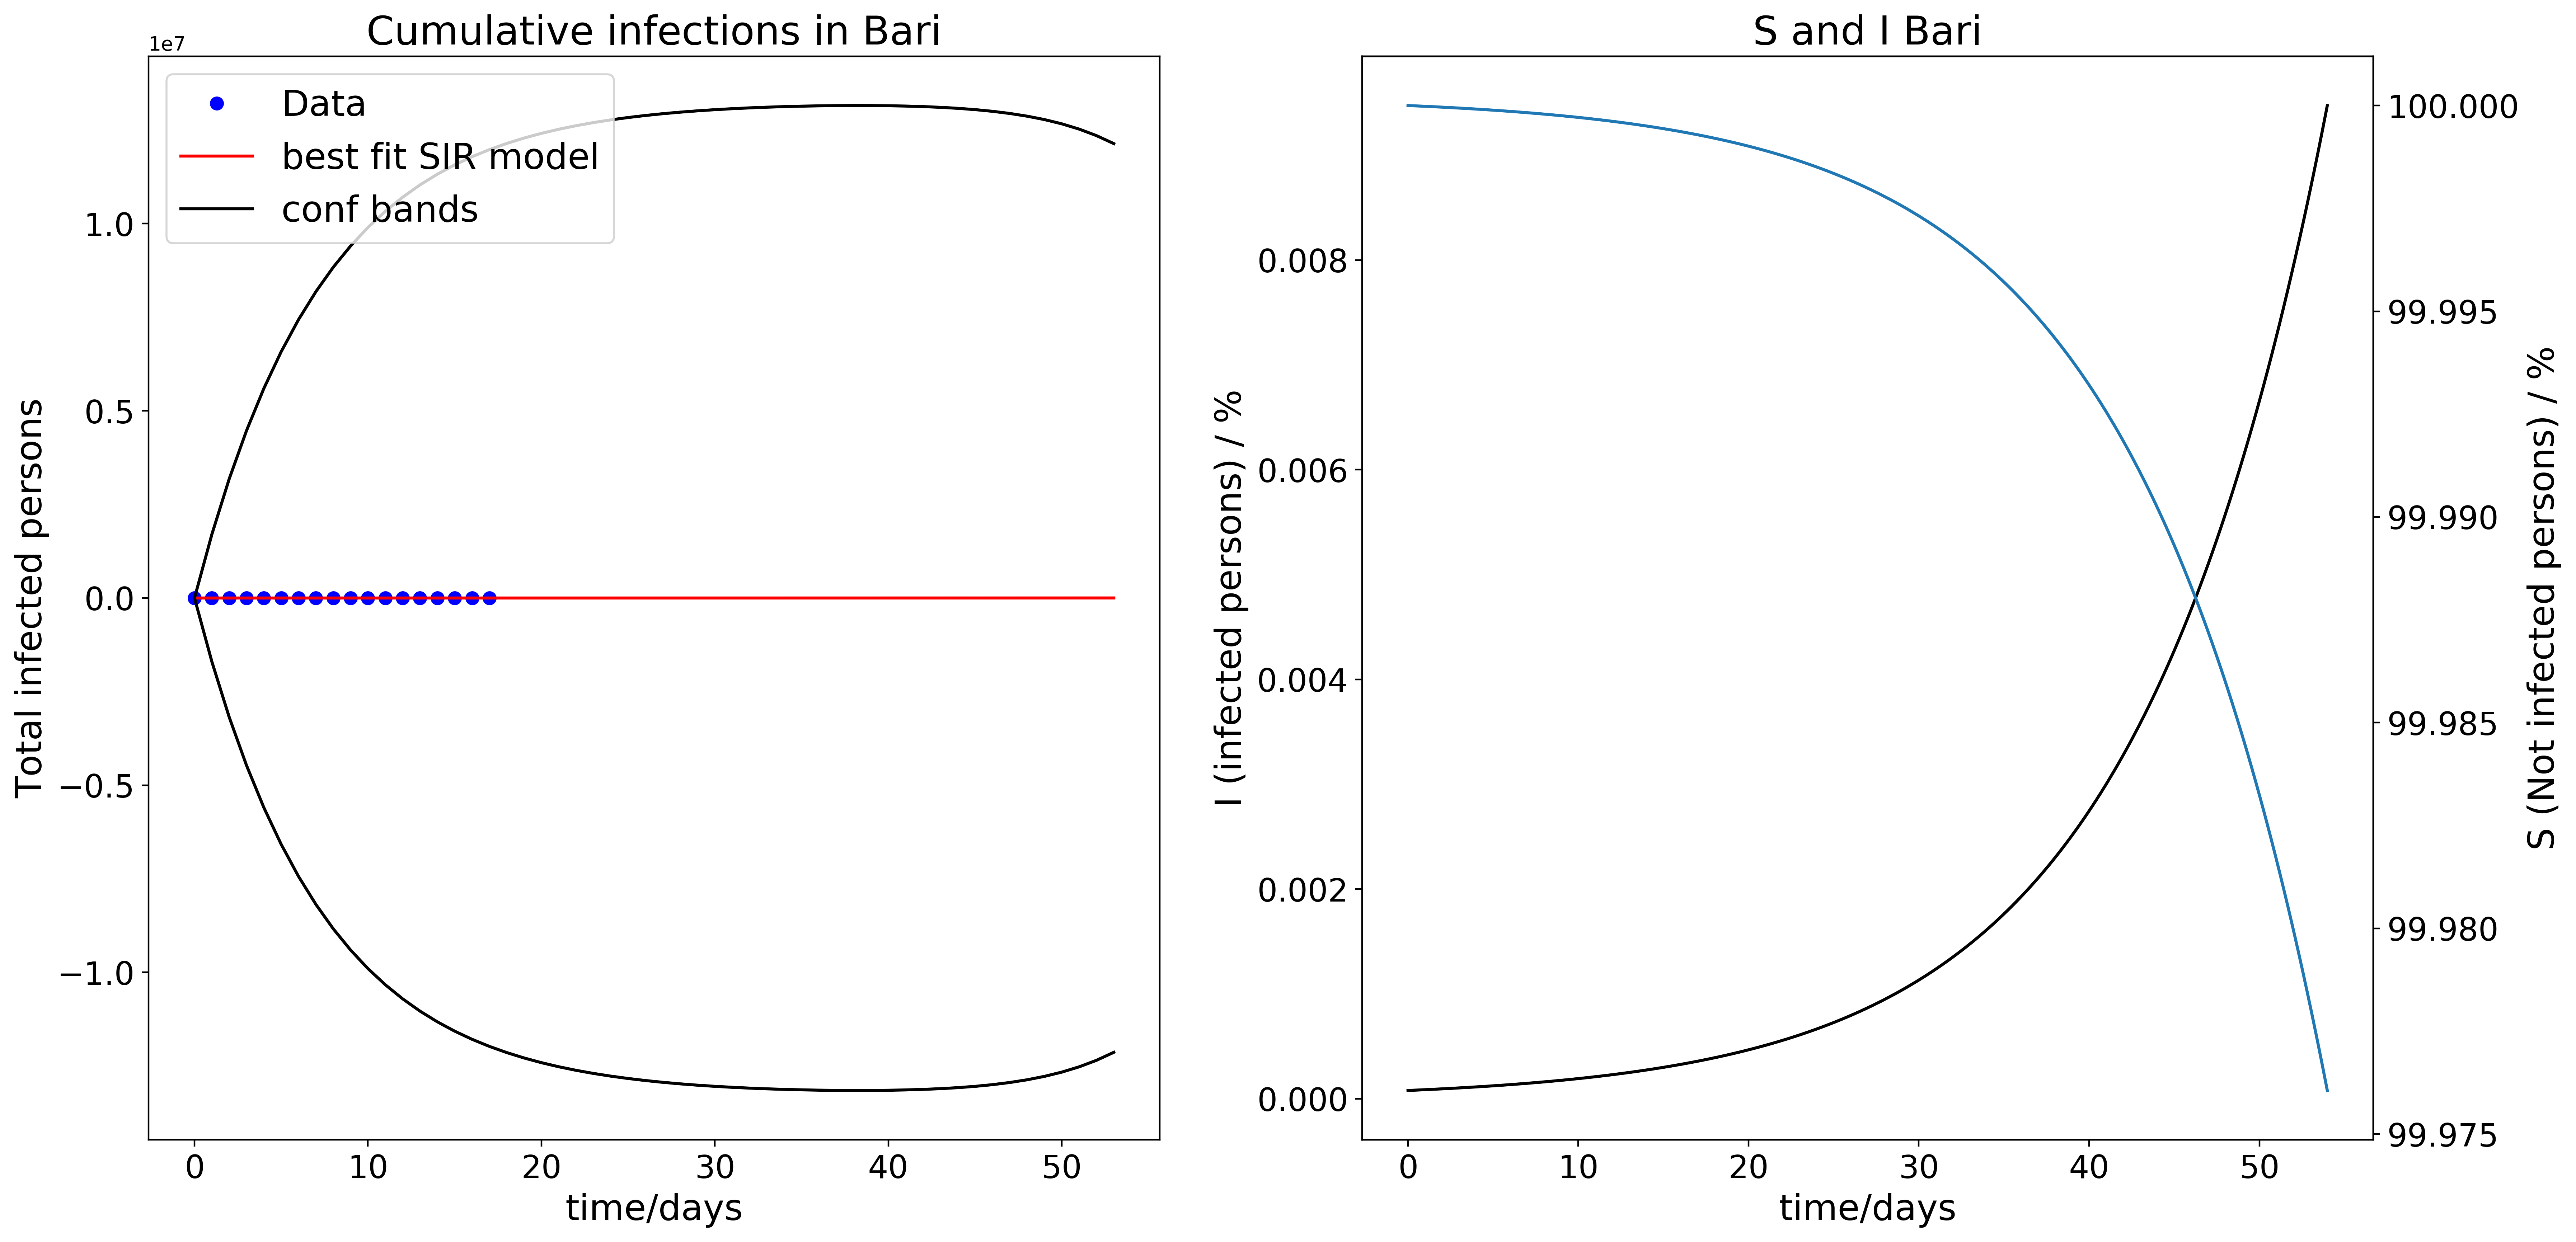 Cumulative infections in Bari
1e7
Data
best fit SIR model
conf bands
1.0
0.5
0.0
−0.5
−1.0
Total infected persons
0 10 20 30 40 50
time/days
S and I Bari
0.008
0.006
0.004
0.002
0.000
I (infected persons) / %
100.000
99.995
99.990
99.985
99.980
99.975
S (Not infected persons) / %
0 10 20 30 40 50
time/days